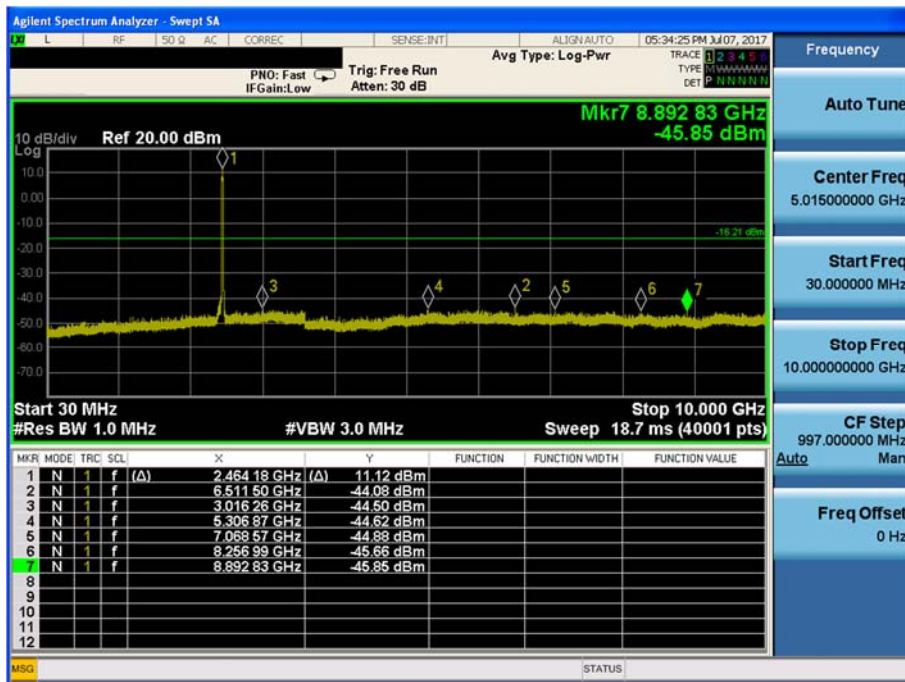 Agilent Spectrum Analyzer - Swept SA
LXI L RF 50 Ω AC CORREC SENSE:INT ALIGN AUTO 05:34:25 PM Jul 07, 2017
Avg Type: Log-Pwr TRACE 1 2 3 4 5 6
PNO: Fast Trig: Free Run TYPE M
IFGain:Low Atten: 30 dB DET P N N N N N
Mkr7 8.892 83 GHz
-45.85 dBm
10 dB/div Ref 20.00 dBm
Log
10.0
0.00
-10.0
-20.0
-30.0
-40.0
-50.0
-60.0
-70.0
-16.21 dBm
1
3 4 2 5 6 7
Start 30 MHz Stop 10.000 GHz
#Res BW 1.0 MHz #VBW 3.0 MHz Sweep 18.7 ms (40001 pts)
MKR MODE TRC SCL X Y FUNCTION FUNCTION WIDTH FUNCTION VALUE
1 N 1 f (Δ) 2.464 18 GHz (Δ) 11.12 dBm
2 N 1 f 6.511 50 GHz -44.08 dBm
3 N 1 f 3.016 26 GHz -44.50 dBm
4 N 1 f 5.306 87 GHz -44.62 dBm
5 N 1 f 7.068 57 GHz -44.88 dBm
6 N 1 f 8.256 99 GHz -45.66 dBm
7 N 1 f 8.892 83 GHz -45.85 dBm
8
9
10
11
12
MSG STATUS
Frequency
Auto Tune
Center Freq
5.015000000 GHz
Start Freq
30.000000 MHz
Stop Freq
10.000000000 GHz
CF Step
997.000000 MHz
Auto Man
Freq Offset
0 Hz